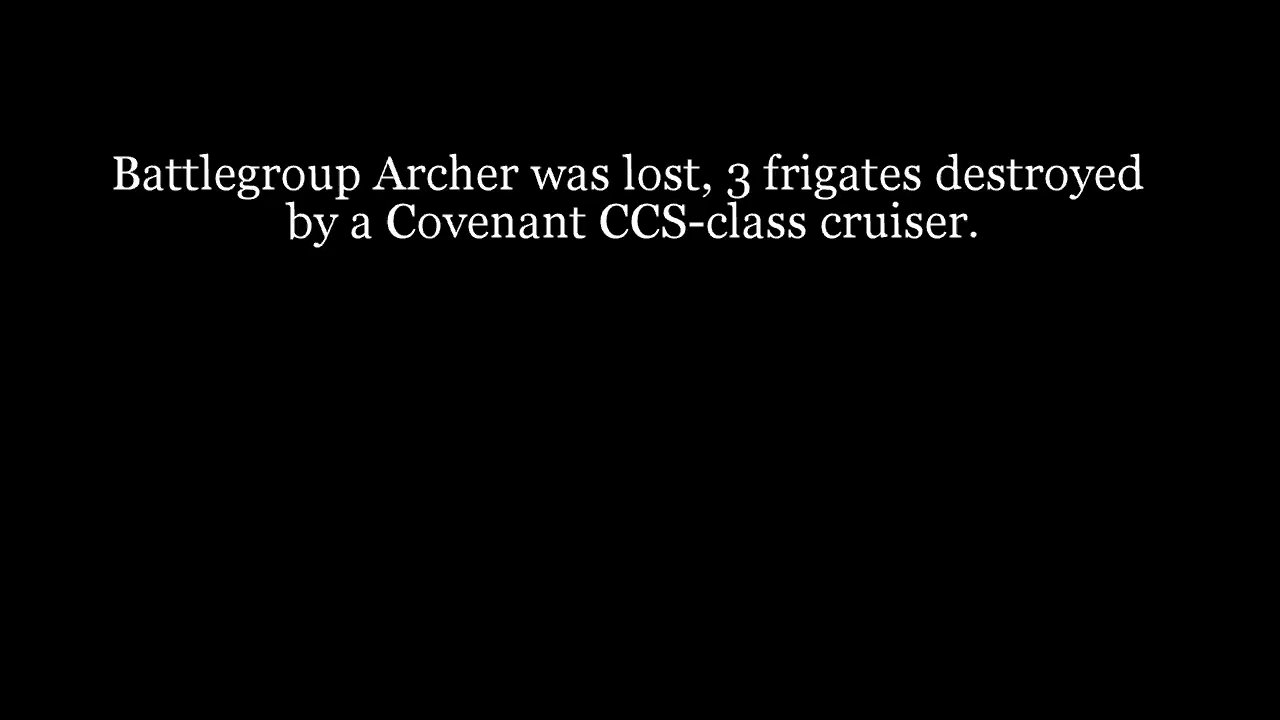 Battlegroup Archer was lost, 3 frigates destroyed
by a Covenant CCS-class cruiser.